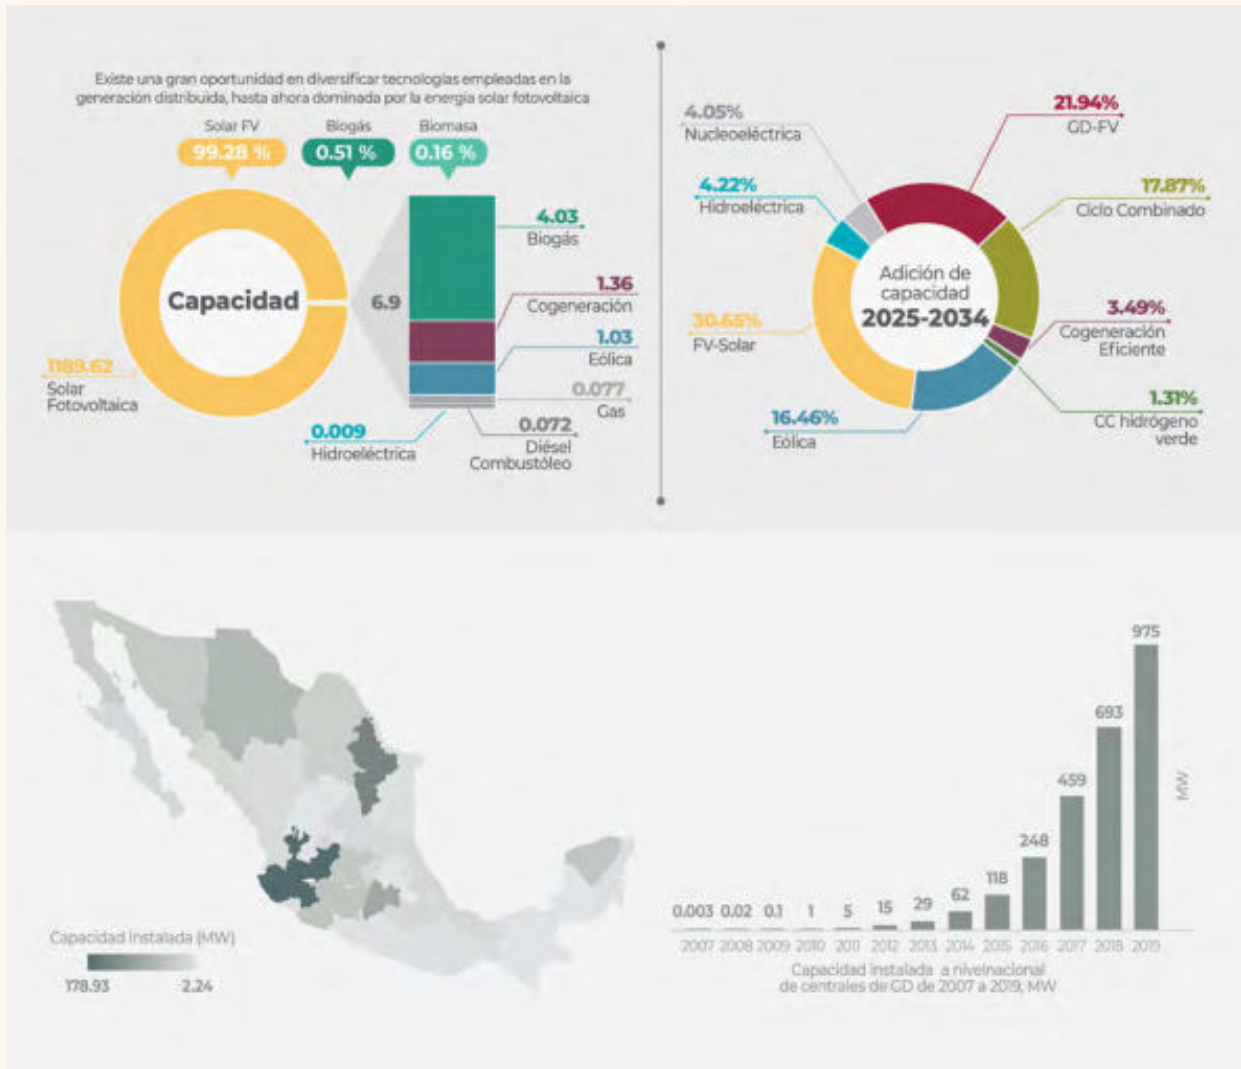 Existe una gran oportunidad en diversificar tecnologías empleadas en la
generación distribuida, hasta ahora dominada por la energía solar fotovoltaica
Solar FV
99.28 %
Biogás
0.51 %
Biomasa
0.16 %
Capacidad
6.9
1189.62
Solar
Fotovoltaica
4.03
Biogás
1.36
Cogeneración
1.03
Eólica
0.077
Gas
0.072
Diésel
Combustóleo
0.009
Hidroeléctrica
4.05%
Nucleoeléctrica
4.22%
Hidroeléctrica
30.65%
FV-Solar
16.46%
Eólica
21.94%
GD-FV
17.87%
Ciclo Combinado
3.49%
Cogeneración
Eficiente
1.31%
CC hidrógeno
verde
Adición de
capacidad
2025-2034
Capacidad Instalada (MW)
178.93 2.24
0.003 0.02 0.1 1 5 15 29 62 118 248 459 693 975
MW
2007 2008 2009 2010 2011 2012 2013 2014 2015 2016 2017 2018 2019
Capacidad instalada a nivelnacional
de centrales de GD de 2007 a 2019, MW